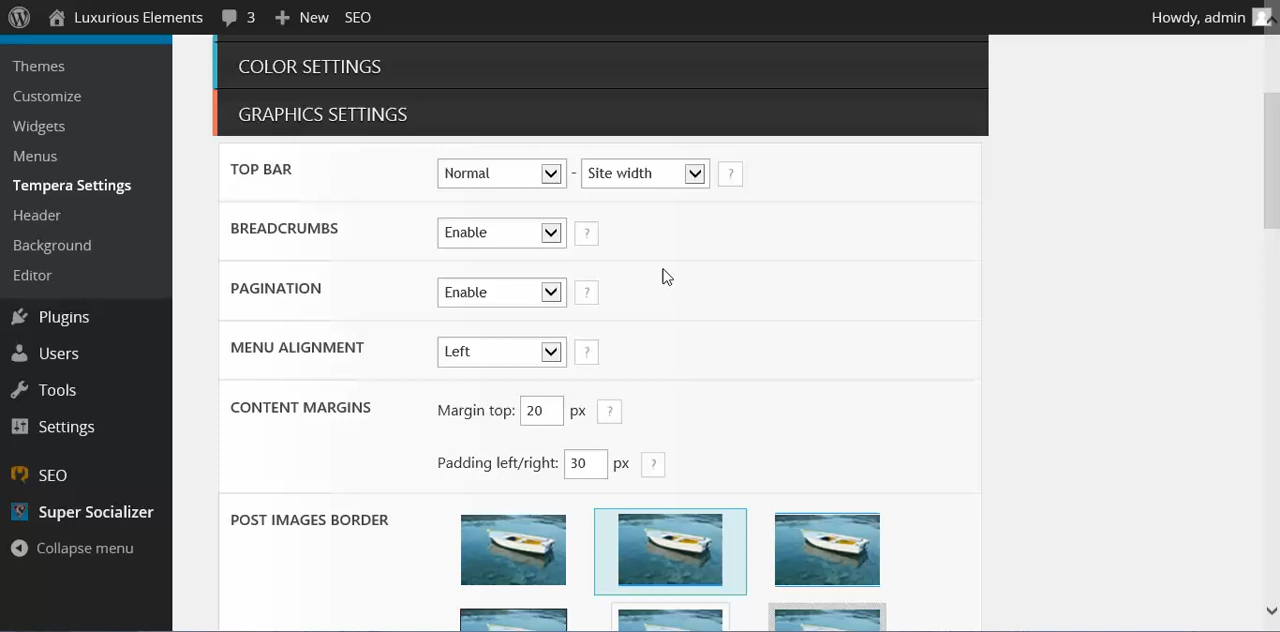 Luxurious Elements 3 New SEO Howdy, admin
Themes
Customize
Widgets
Menus
Tempera Settings
Header
Background
Editor
Plugins
Users
Tools
Settings
SEO
Super Socializer
Collapse menu
COLOR SETTINGS
GRAPHICS SETTINGS
TOP BAR Normal - Site width ?
BREADCRUMBS Enable ?
PAGINATION Enable ?
MENU ALIGNMENT Left ?
CONTENT MARGINS Margin top: 20 px ?
Padding left/right: 30 px ?
POST IMAGES BORDER